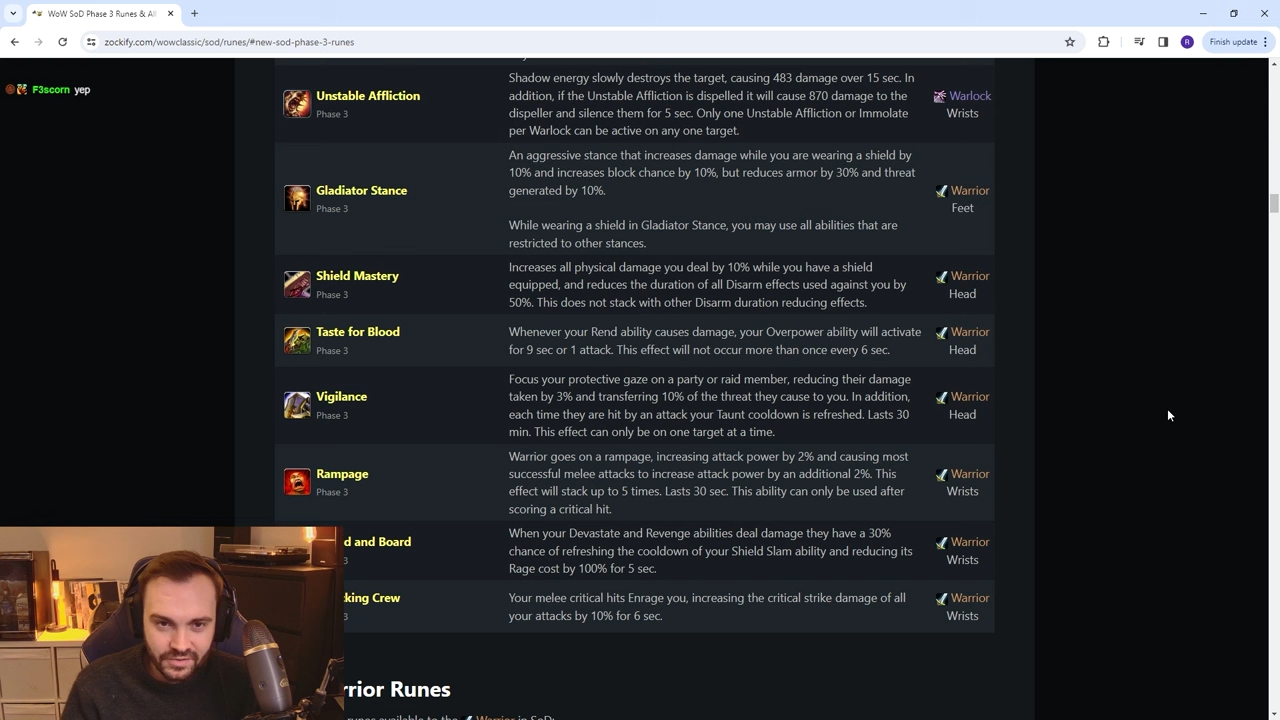 WoW SoD Phase 3 Runes & Al
zockify.com/wowclassic/sod/runes/#new-sod-phase-3-runes
R
Finish update
F3scorn yep
Unstable Affliction
Phase 3
Shadow energy slowly destroys the target, causing 483 damage over 15 sec. In
addition, if the Unstable Affliction is dispelled it will cause 870 damage to the
dispeller and silence them for 5 sec. Only one Unstable Affliction or Immolate
per Warlock can be active on any one target.
Warlock
Wrists
Gladiator Stance
Phase 3
An aggressive stance that increases damage while you are wearing a shield by
10% and increases block chance by 10%, but reduces armor by 30% and threat
generated by 10%.
While wearing a shield in Gladiator Stance, you may use all abilities that are
restricted to other stances.
Warrior
Feet
Shield Mastery
Phase 3
Increases all physical damage you deal by 10% while you have a shield
equipped, and reduces the duration of all Disarm effects used against you by
50%. This does not stack with other Disarm duration reducing effects.
Warrior
Head
Taste for Blood
Phase 3
Whenever your Rend ability causes damage, your Overpower ability will activate
for 9 sec or 1 attack. This effect will not occur more than once every 6 sec.
Warrior
Head
Vigilance
Phase 3
Focus your protective gaze on a party or raid member, reducing their damage
taken by 3% and transferring 10% of the threat they cause to you. In addition,
each time they are hit by an attack your Taunt cooldown is refreshed. Lasts 30
min. This effect can only be on one target at a time.
Warrior
Head
Rampage
Phase 3
Warrior goes on a rampage, increasing attack power by 2% and causing most
successful melee attacks to increase attack power by an additional 2%. This
effect will stack up to 5 times. Lasts 30 sec. This ability can only be used after
scoring a critical hit.
Warrior
Wrists
d and Board
3
When your Devastate and Revenge abilities deal damage they have a 30%
chance of refreshing the cooldown of your Shield Slam ability and reducing its
Rage cost by 100% for 5 sec.
Warrior
Wrists
cking Crew
3
Your melee critical hits Enrage you, increasing the critical strike damage of all
your attacks by 10% for 6 sec.
Warrior
Wrists
rrior Runes
runes available to the Warrior in SoD: